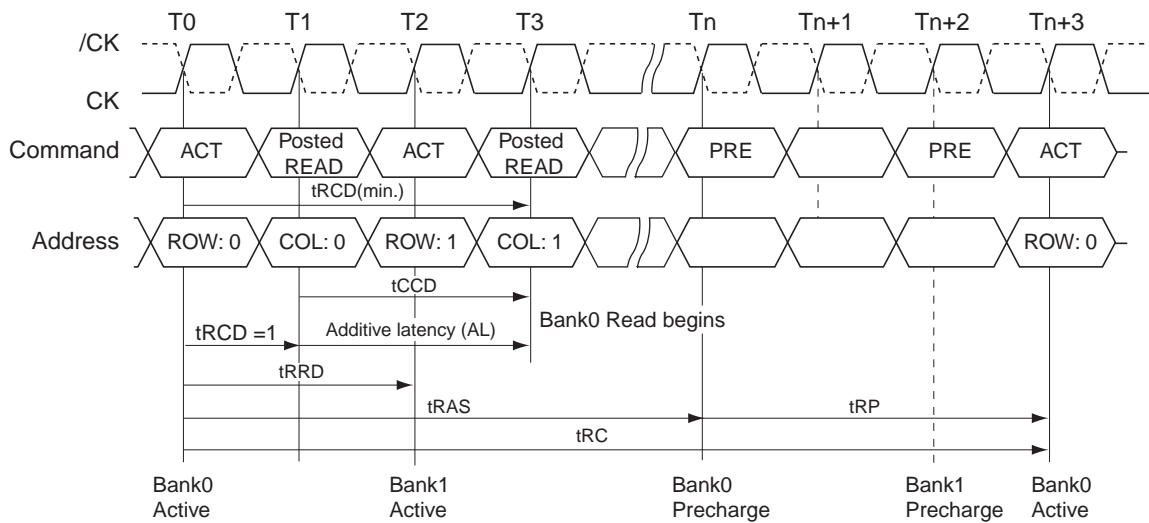 T0 T1 T2 T3 Tn Tn+1 Tn+2 Tn+3
/CK
CK
Command ACT Posted READ ACT Posted READ PRE PRE ACT
tRCD(min.)
Address ROW: 0 COL: 0 ROW: 1 COL: 1 ROW: 0
tCCD
Bank0 Read begins
tRCD =1 Additive latency (AL)
tRRD
tRAS tRP
tRC
Bank0 Active Bank1 Active Bank0 Precharge Bank1 Precharge Bank0 Active